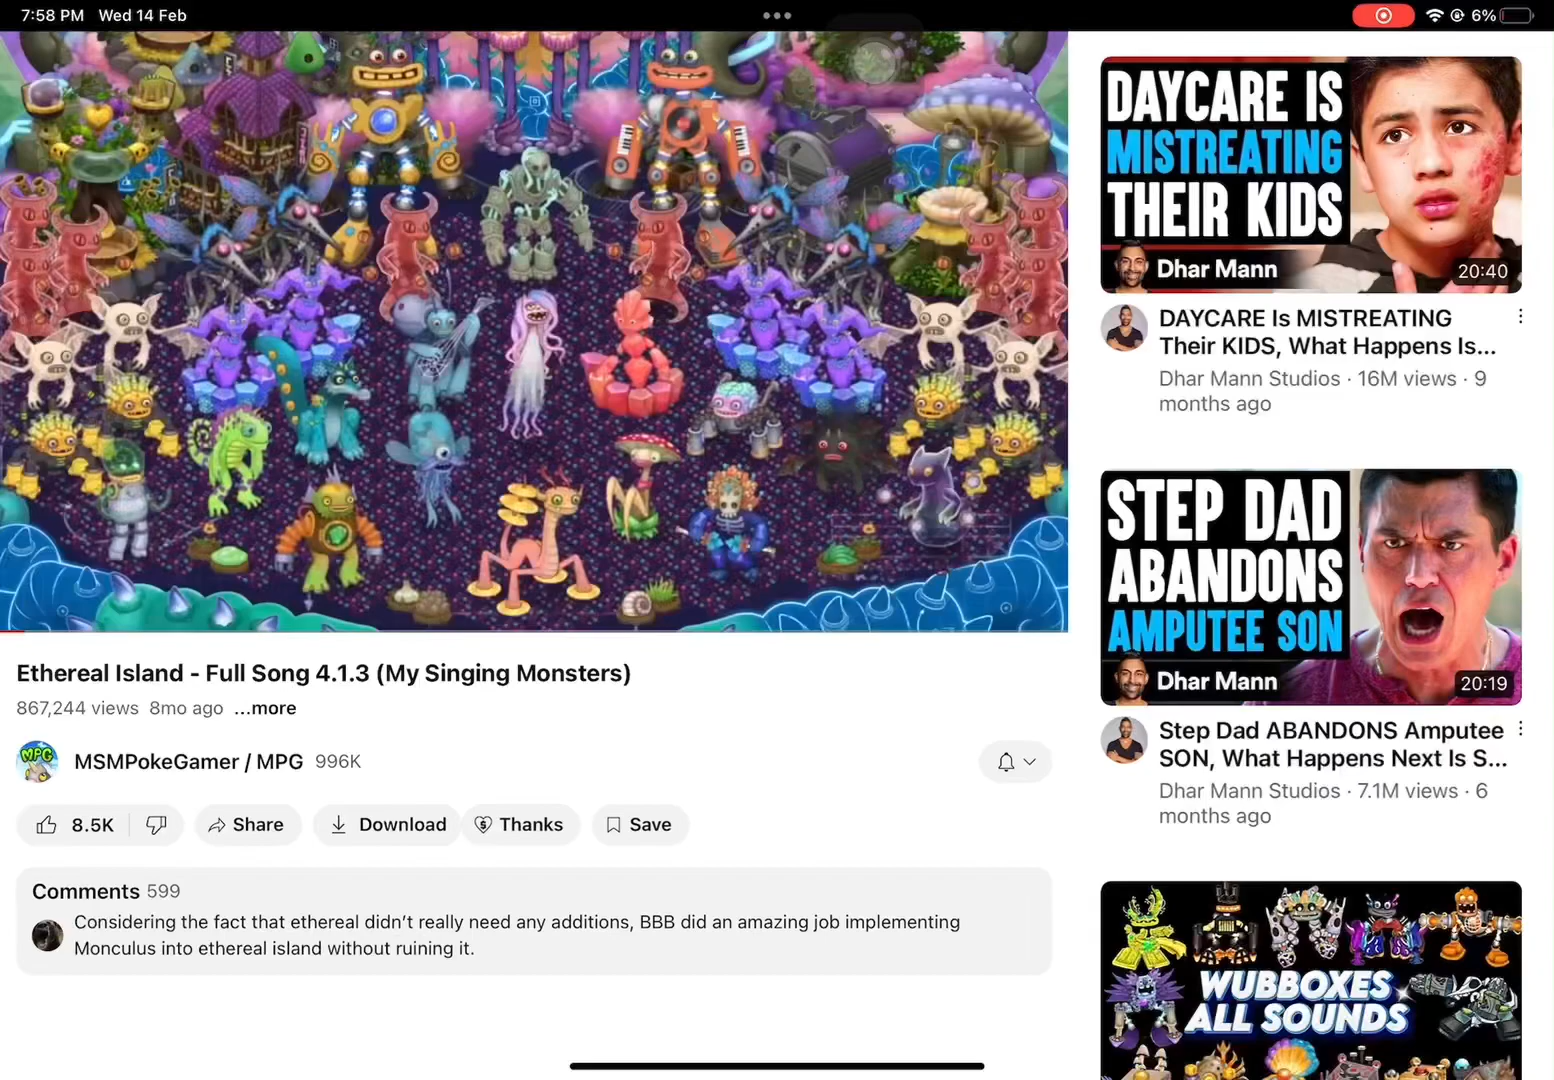 7:58 PM Wed 14 Feb
6%
Ethereal Island - Full Song 4.1.3 (My Singing Monsters)
867,244 views 8mo ago ...more
MPG
MSMPokeGamer / MPG 996K
8.5K
Share
Download
Thanks
Save
Comments 599
Considering the fact that ethereal didn’t really need any additions, BBB did an amazing job implementing
Monculus into ethereal island without ruining it.
DAYCARE IS
MISTREATING
THEIR KIDS
Dhar Mann
20:40
DAYCARE Is MISTREATING
Their KIDS, What Happens Is...
Dhar Mann Studios · 16M views · 9
months ago
STEP DAD
ABANDONS
AMPUTEE SON
Dhar Mann
20:19
Step Dad ABANDONS Amputee
SON, What Happens Next Is S...
Dhar Mann Studios · 7.1M views · 6
months ago
WUBBOXES
ALL SOUNDS